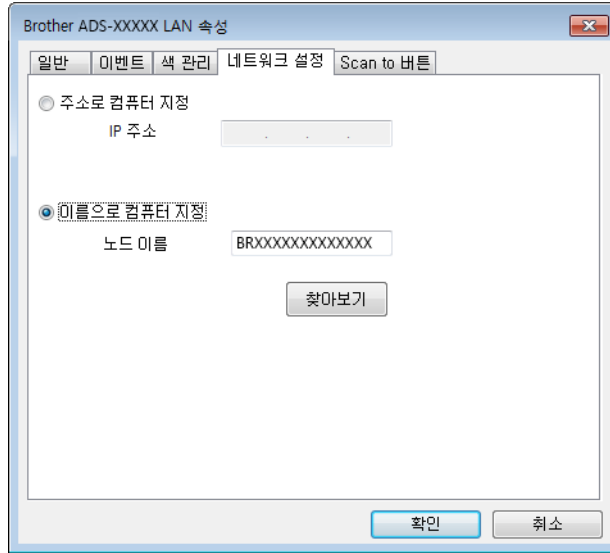 Brother ADS-XXXXX LAN 속성
일반 이벤트 색 관리 네트워크 설정 Scan to 버튼
주소로 컴퓨터 지정
IP 주소 . . .
이름으로 컴퓨터 지정
노드 이름 BRXXXXXXXXXXXXX
찾아보기
확인 취소